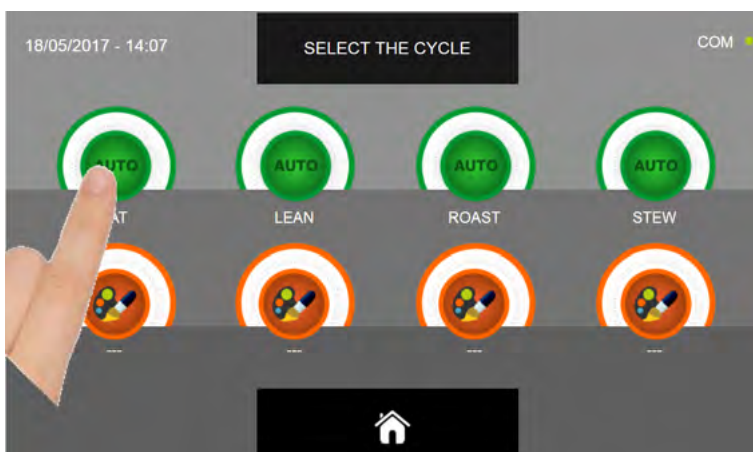 18/05/2017 - 14:07
SELECT THE CYCLE
COM
AUTO AUTO AUTO AUTO
LEAN ROAST STEW
--- --- --- ---